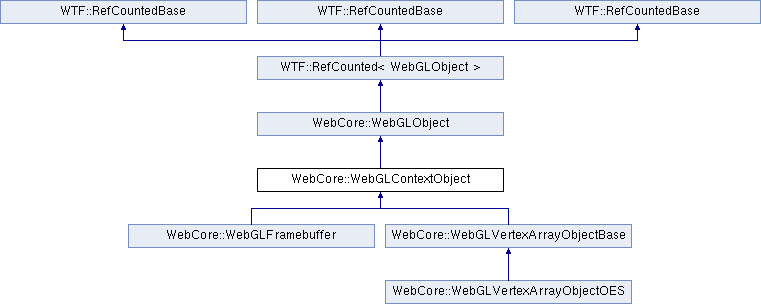 WTF::RefCountedBase
WTF::RefCountedBase
WTF::RefCountedBase
WTF::RefCounted< WebGLObject >
WebCore::WebGLObject
WebCore::WebGLContextObject
WebCore::WebGLFramebuffer
WebCore::WebGLVertexArrayObjectBase
WebCore::WebGLVertexArrayObjectOES